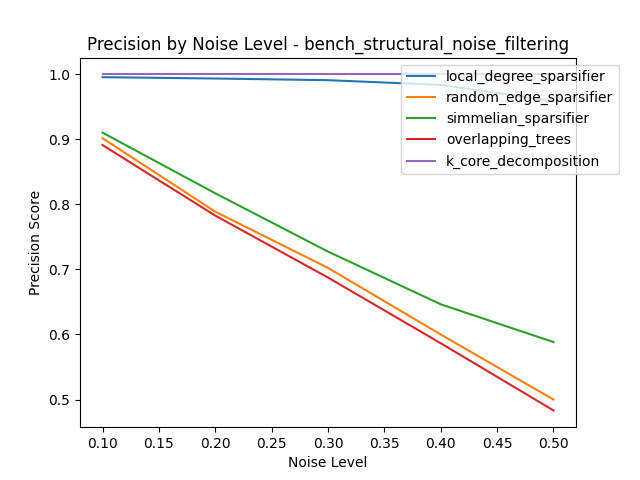 Precision by Noise Level - bench_structural_noise_filtering
1.0
0.9
0.8
0.7
0.6
0.5
Precision Score
local_degree_sparsifier
random_edge_sparsifier
simmelian_sparsifier
overlapping_trees
k_core_decomposition
0.10 0.15 0.20 0.25 0.30 0.35 0.40 0.45 0.50
Noise Level